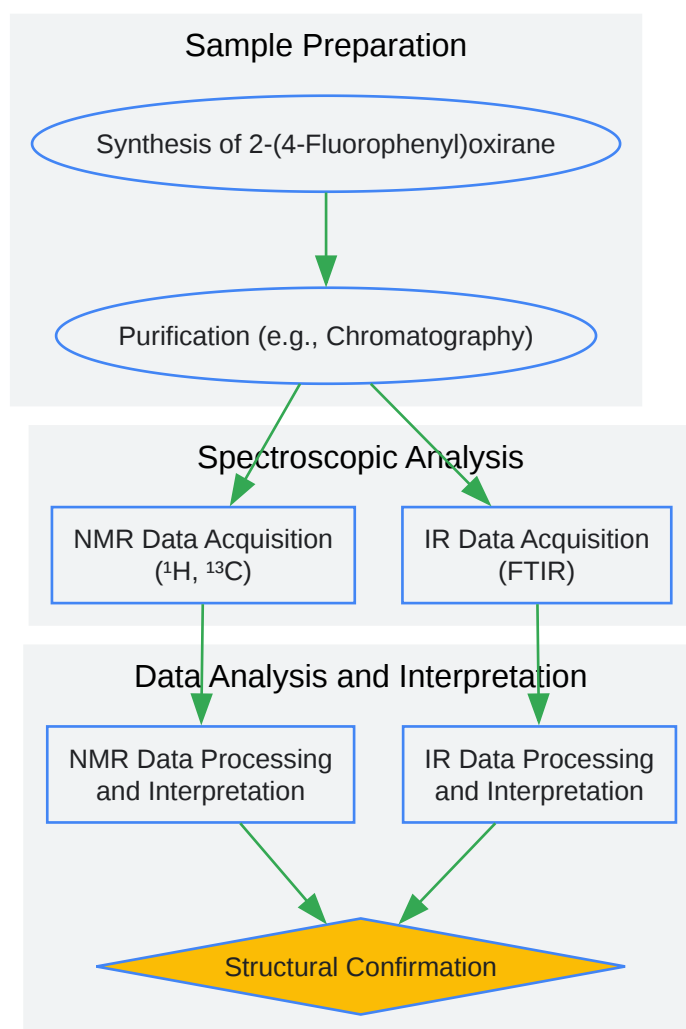 Sample Preparation
Synthesis of 2-(4-Fluorophenyl)oxirane
Purification (e.g., Chromatography)
Spectroscopic Analysis
NMR Data Acquisition
(¹H, ¹³C)
IR Data Acquisition
(FTIR)
Data Analysis and Interpretation
NMR Data Processing
and Interpretation
IR Data Processing
and Interpretation
Structural Confirmation